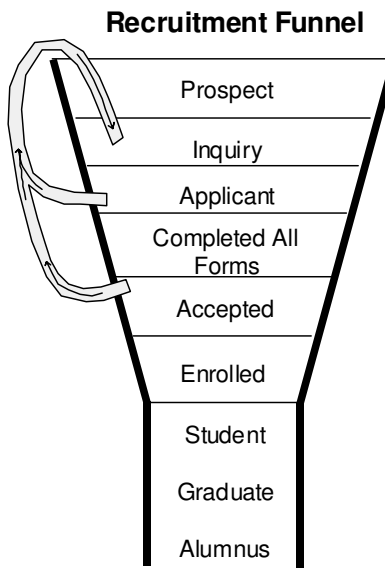 Recruitment Funnel
Prospect
Inquiry
Applicant
Completed All
Forms
Accepted
Enrolled
Student
Graduate
Alumnus